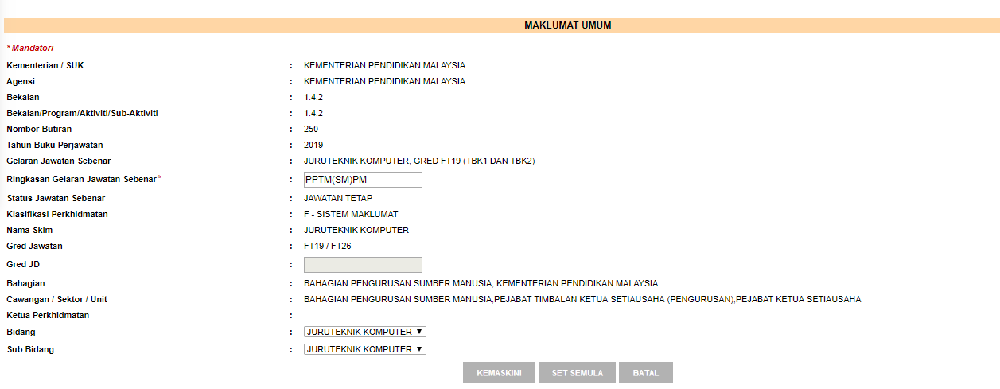 MAKLUMAT UMUM
* Mandatori
Kementerian / SUK : KEMENTERIAN PENDIDIKAN MALAYSIA
Agensi : KEMENTERIAN PENDIDIKAN MALAYSIA
Bekalan : 1.4.2
Bekalan/Program/Aktiviti/Sub-Aktiviti : 1.4.2
Nombor Butiran : 250
Tahun Buku Perjawatan : 2019
Gelaran Jawatan Sebenar : JURUTEKNIK KOMPUTER, GRED FT19 (TBK1 DAN TBK2)
Ringkasan Gelaran Jawatan Sebenar* : PPTM(SM)PM
Status Jawatan Sebenar : JAWATAN TETAP
Klasifikasi Perkhidmatan : F - SISTEM MAKLUMAT
Nama Skim : JURUTEKNIK KOMPUTER
Gred Jawatan : FT19 / FT26
Gred JD :
Bahagian : BAHAGIAN PENGURUSAN SUMBER MANUSIA, KEMENTERIAN PENDIDIKAN MALAYSIA
Cawangan / Sektor / Unit : BAHAGIAN PENGURUSAN SUMBER MANUSIA,PEJABAT TIMBALAN KETUA SETIAUSAHA (PENGURUSAN),PEJABAT KETUA SETIAUSAHA
Ketua Perkhidmatan :
Bidang : JURUTEKNIK KOMPUTER
Sub Bidang : JURUTEKNIK KOMPUTER
KEMASKINI SET SEMULA BATAL